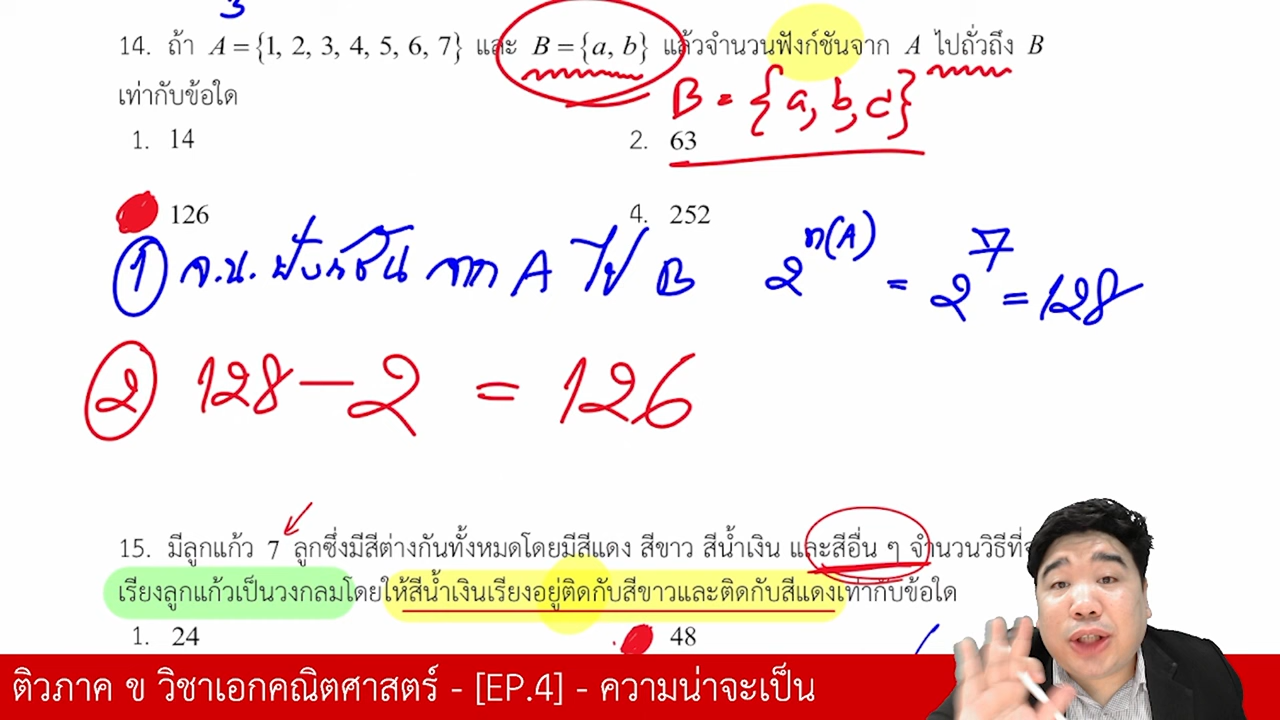 3
14. ถ้า A = {1, 2, 3, 4, 5, 6, 7} และ B = {a, b} แล้วจำนวนฟังก์ชันจาก A ไปถั่วถึง B
เท่ากับข้อใด
B = {a, b, c}
1. 14
2. 63
126
4. 252
① จ.น. ฟังก์ชัน จาก A ไป B 2^n(A) = 2^7 = 128
② 128 - 2 = 126
15. มีลูกแก้ว 7 ลูกซึ่งมีสีต่างกันทั้งหมดโดยมีสีแดง สีขาว สีน้ำเงิน และสีอื่น ๆ จำนวนวิธีที่
เรียงลูกแก้วเป็นวงกลมโดยให้สีน้ำเงินเรียงอยู่ติดกับสีขาวและติดกับสีแดงเท่ากับข้อใด
1. 24
48
ติวภาค ข วิชาเอกคณิตศาสตร์ - [EP.4] - ความน่าจะเป็น